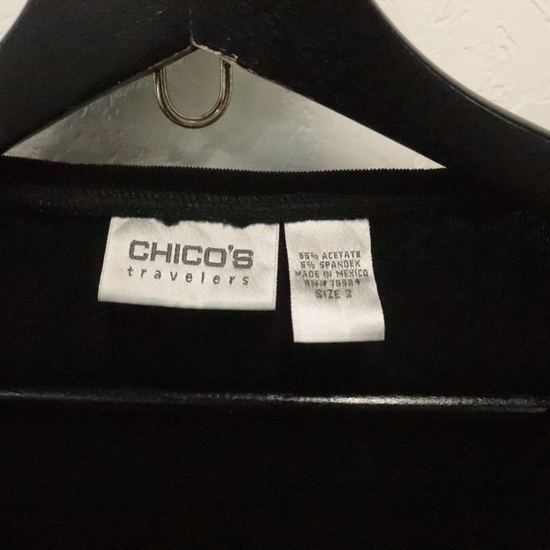 CHICO'S
travelers
95% ACETATE
5% SPANDEX
MADE IN MEXICO
SIZE 2